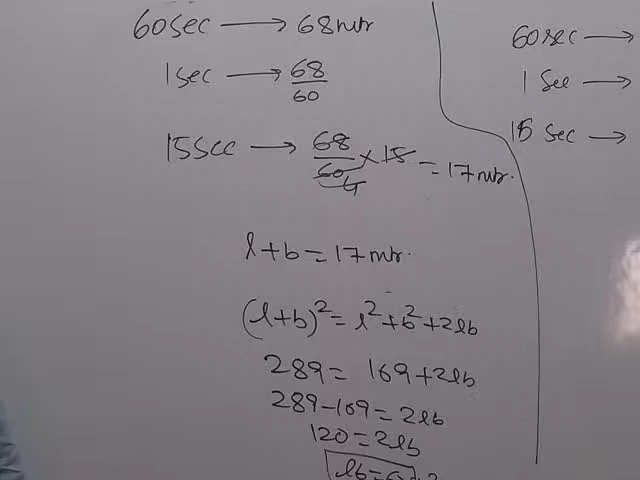 60sec → 68mtr
1sec → 68/60
15sec → 68/60 × 15 = 17mtr.
4
l+b = 17mtr.
(l+b)² = l²+b²+2lb
289 = 169+2lb
289-169 = 2lb
120 = 2lb
60sec →
1 Sec →
15 Sec →